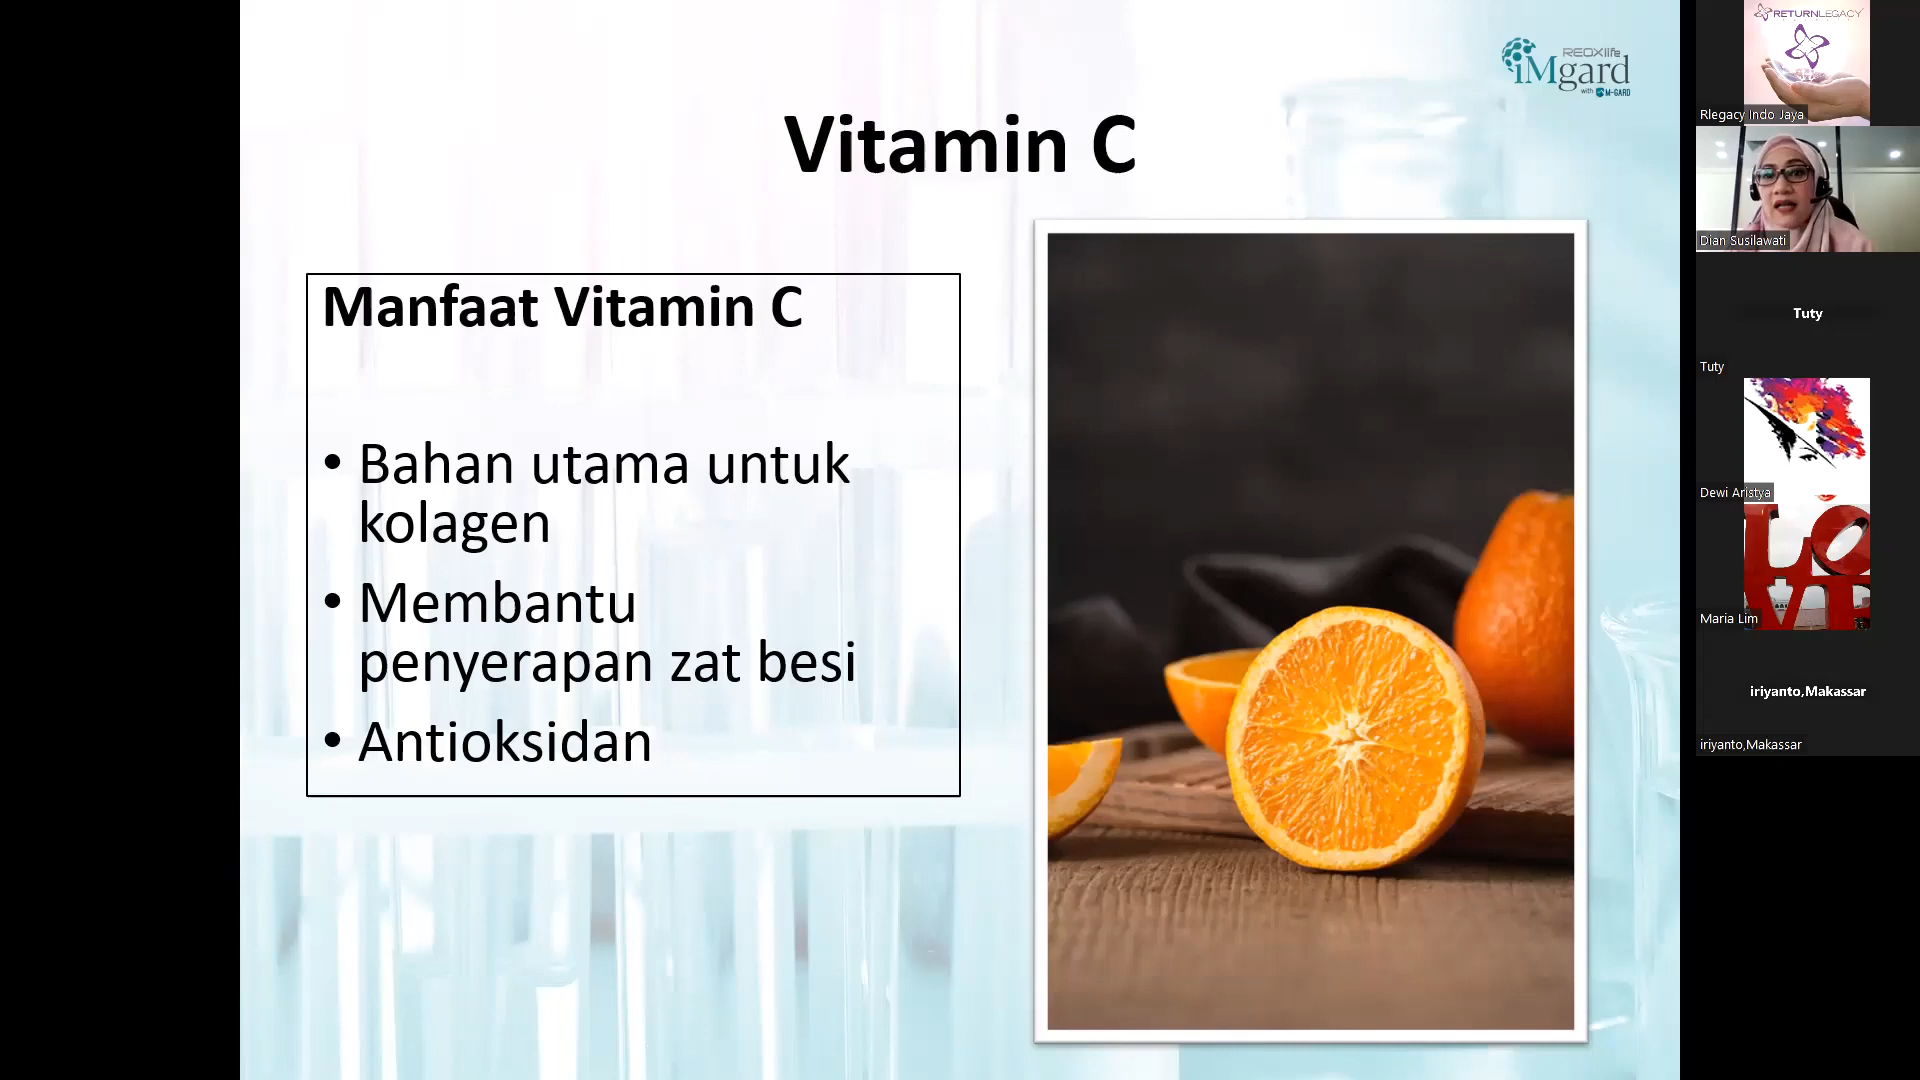 REOXlife
iMgard
with M-GARD
Vitamin C
Manfaat Vitamin C
• Bahan utama untuk
kolagen
• Membantu
penyerapan zat besi
• Antioksidan
RETURNLEGACY
Rlegacy Indo Jaya
Dian Susilawati
Tuty
Tuty
Dewi Aristya
LOVE
Maria Lim
iriyanto,Makassar
iriyanto,Makassar